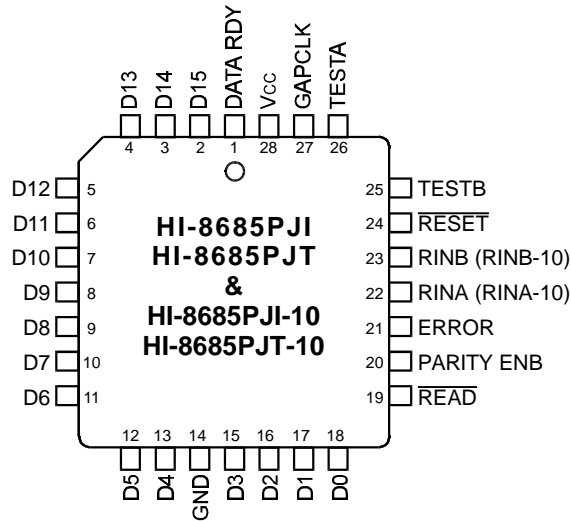 D13 D14 D15 DATA RDY Vcc GAPCLK TESTA
4 3 2 1 28 27 26
D12 5
D11 6
D10 7
D9 8
D8 9
D7 10
D6 11
HI-8685PJI
HI-8685PJT
&
HI-8685PJI-10
HI-8685PJT-10
25 TESTB
24 RESET
23 RINB (RINB-10)
22 RINA (RINA-10)
21 ERROR
20 PARITY ENB
19 READ
12 13 14 15 16 17 18
D5 D4 GND D3 D2 D1 D0